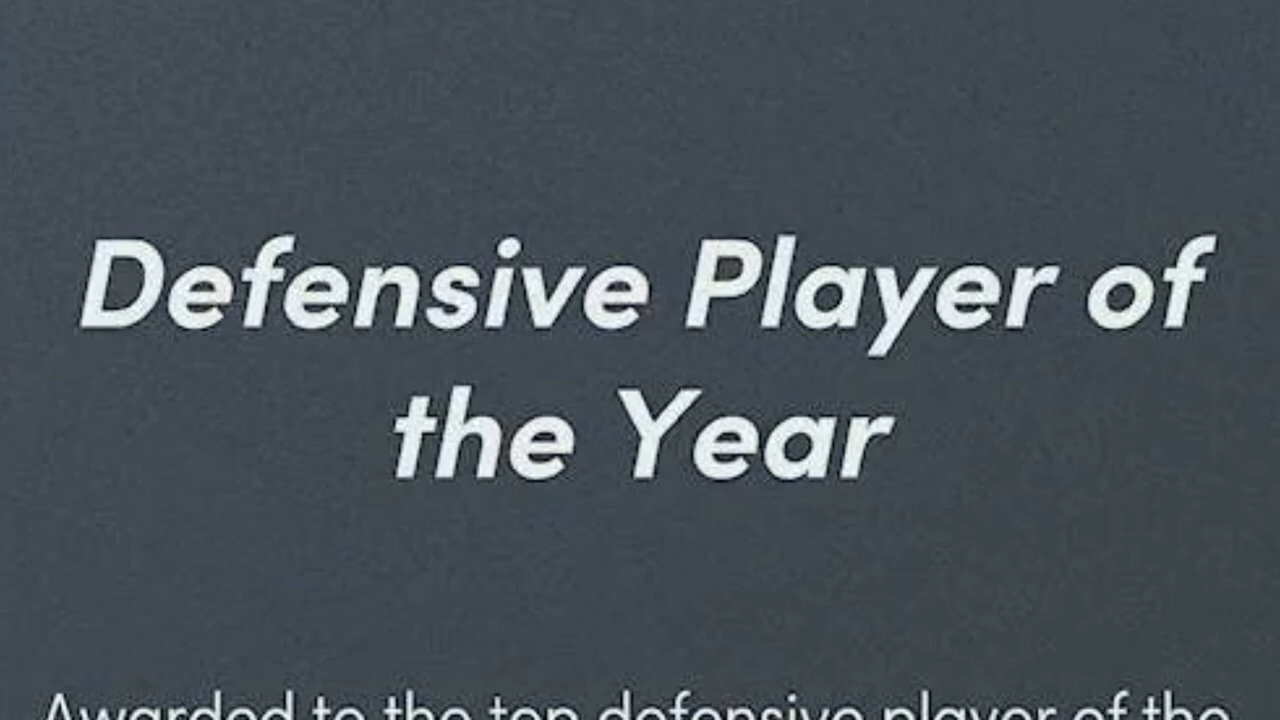 Defensive Player of
the Year
Awarded to the top defensive player of the